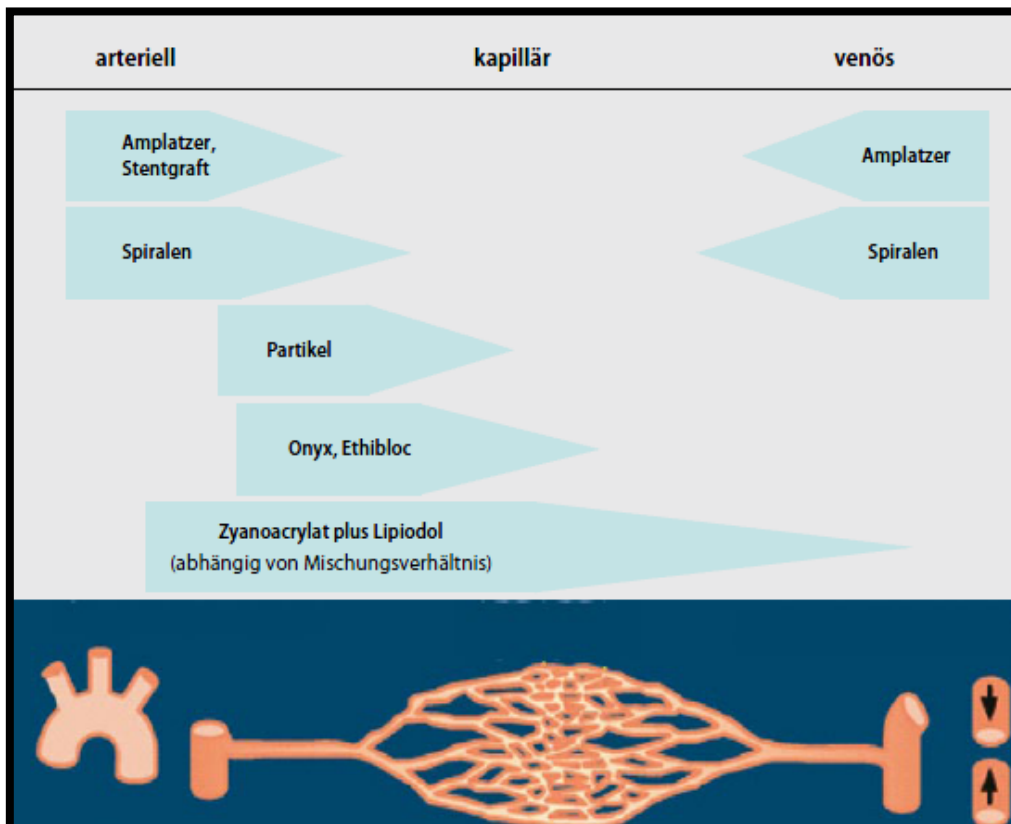 arteriell
kapillär
venös
Amplatzer,
Stentgraft
Amplatzer
Spiralen
Spiralen
Partikel
Onyx, Ethibloc
Zyanoacrylat plus Lipiodol
(abhängig von Mischungsverhältnis)